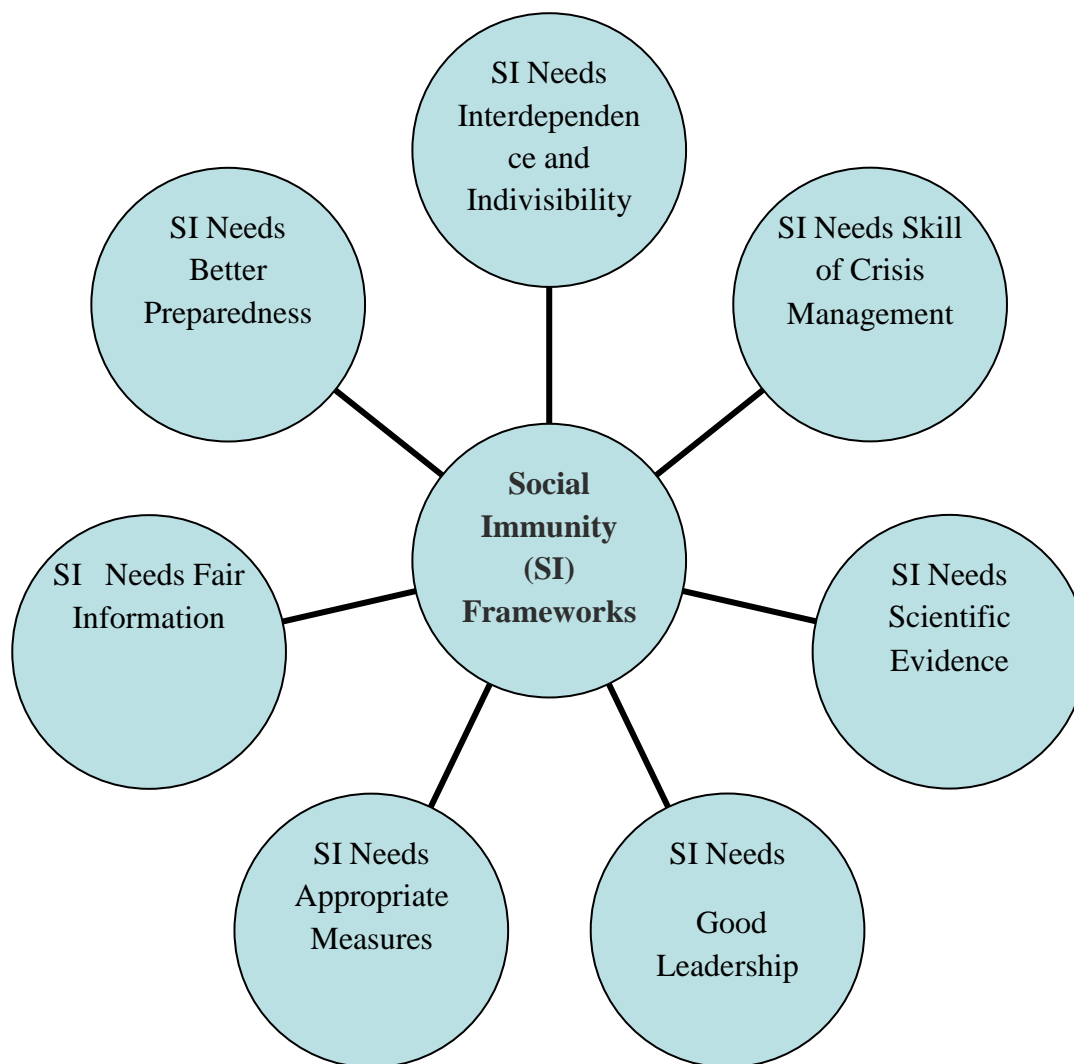 SI Needs
Interdependen
ce and
Indivisibility
SI Needs Skill
of Crisis
Management
SI Needs
Scientific
Evidence
SI Needs
Good
Leadership
SI Needs
Appropriate
Measures
SI Needs Fair
Information
SI Needs
Better
Preparedness
Social
Immunity
(SI)
Frameworks